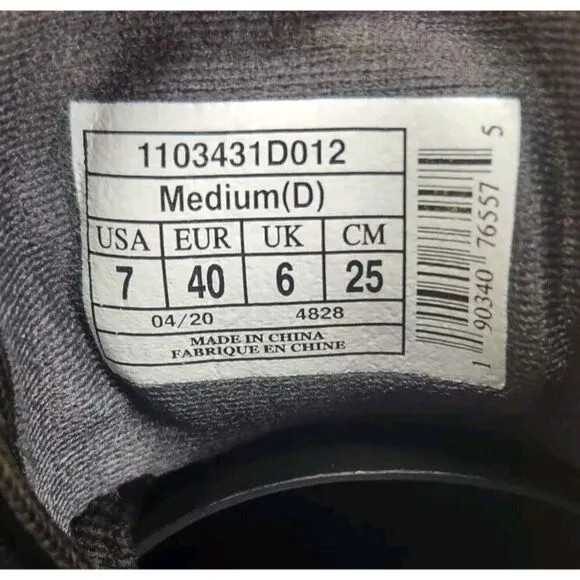 1103431D012
Medium(D)
USA EUR UK CM
7 40 6 25
04/20 4828
MADE IN CHINA
FABRIQUE EN CHINE
1 90340 76557 5